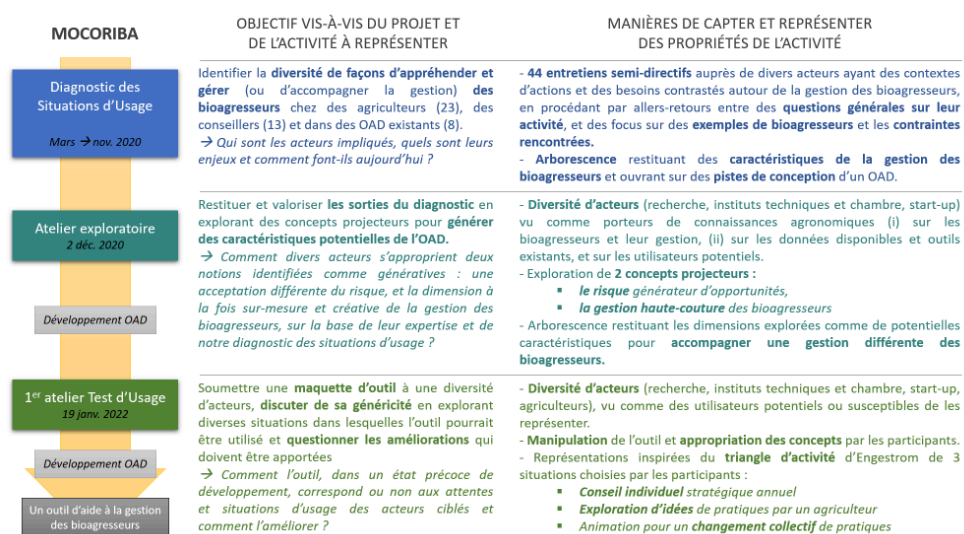 MOCORIBA
OBJECTIF VIS-À-VIS DU PROJET ET
DE L'ACTIVITÉ À REPRÉSENTER
MANIÈRES DE CAPTER ET REPRÉSENTER
DES PROPRIÉTÉS DE L'ACTIVITÉ
Diagnostic des
Situations d'Usage
Mars → nov. 2020
Identifier la diversité de façons d'appréhender et
gérer (ou d'accompagner la gestion) des
bioagresseurs chez des agriculteurs (23), des
conseillers (13) et dans des OAD existants (8).
→ Qui sont les acteurs impliqués, quels sont leurs
enjeux et comment font-ils aujourd'hui ?
- 44 entretiens semi-directifs auprès de divers acteurs ayant des contextes
d'actions et des besoins contrastés autour de la gestion des bioagresseurs,
en procédant par allers-retours entre des questions générales sur leur
activité, et des focus sur des exemples de bioagresseurs et les contraintes
rencontrées.
- Arborescence restituant des caractéristiques de la gestion des
bioagresseurs et ouvrant sur des pistes de conception d'un OAD.
Atelier exploratoire
2 déc. 2020
Restituer et valoriser les sorties du diagnostic en
explorant des concepts projecteurs pour générer
des caractéristiques potentielles de l'OAD.
→ Comment divers acteurs s'approprient deux
notions identifiées comme génératives : une
acceptation différente du risque, et la dimension à
la fois sur-mesure et créative de la gestion des
bioagresseurs, sur la base de leur expertise et de
notre diagnostic des situations d'usage ?
- Diversité d'acteurs (recherche, instituts techniques et chambre, start-up)
vu comme porteurs de connaissances agronomiques (i) sur les
bioagresseurs et leur gestion, (ii) sur les données disponibles et outils
existants, et sur les utilisateurs potentiels.
- Exploration de 2 concepts projecteurs :
▪ le risque générateur d'opportunités,
▪ la gestion haute-couture des bioagresseurs
- Arborescence restituant les dimensions explorées comme de potentielles
caractéristiques pour accompagner une gestion différente des
bioagresseurs.
Développement OAD
1er atelier Test d'Usage
19 janv. 2022
Soumettre une maquette d'outil à une diversité
d'acteurs, discuter de sa généricité en explorant
diverses situations dans lesquelles l'outil pourrait
être utilisé et questionner les améliorations qui
doivent être apportées
→ Comment l'outil, dans un état précoce de
développement, correspond ou non aux attentes
et situations d'usage des acteurs ciblés et
comment l'améliorer ?
- Diversité d'acteurs (recherche, instituts techniques et chambre, start-up,
agriculteurs), vu comme des utilisateurs potentiels ou susceptibles de les
représenter.
- Manipulation de l'outil et appropriation des concepts par les participants.
- Représentations inspirées du triangle d'activité d'Engestrom de 3
situations choisies par les participants :
▪ Conseil individuel stratégique annuel
▪ Exploration d'idées de pratiques par un agriculteur
▪ Animation pour un changement collectif de pratiques
Développement OAD
Un outil d'aide à la gestion
des bioagresseurs